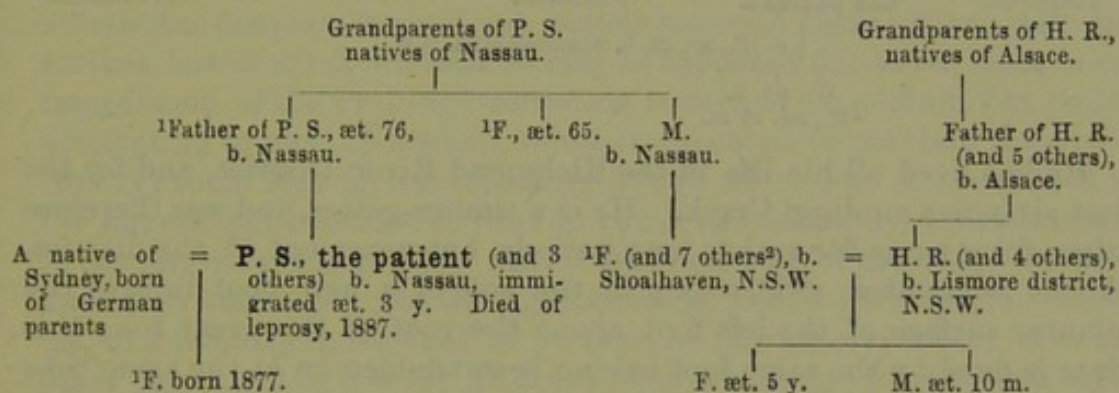 Grandparents of P. S.
natives of Nassau.
Grandparents of H. R.,
natives of Alsace.
¹Father of P. S., æt. 76,
b. Nassau.
¹F., æt. 65.
M.
b. Nassau.
Father of H. R.
(and 5 others),
b. Alsace.
A native of
Sydney, born
of German
parents
=
P. S., the patient (and 3
others) b. Nassau, immi-
grated æt. 3 y. Died of
leprosy, 1887.
¹F. (and 7 others²), b.
Shoalhaven, N.S.W.
=
H. R. (and 4 others),
b. Lismore district,
N.S.W.
¹F. born 1877.
F. æt. 5 y.
M. æt. 10 m.